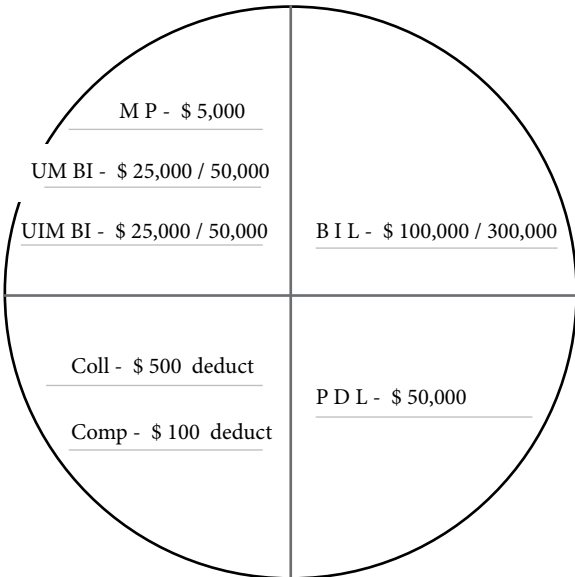 M P - $ 5,000
UM BI - $ 25,000 / 50,000
UIM BI - $ 25,000 / 50,000
B I L - $ 100,000 / 300,000
Coll - $ 500 deduct
Comp - $ 100 deduct
P D L - $ 50,000